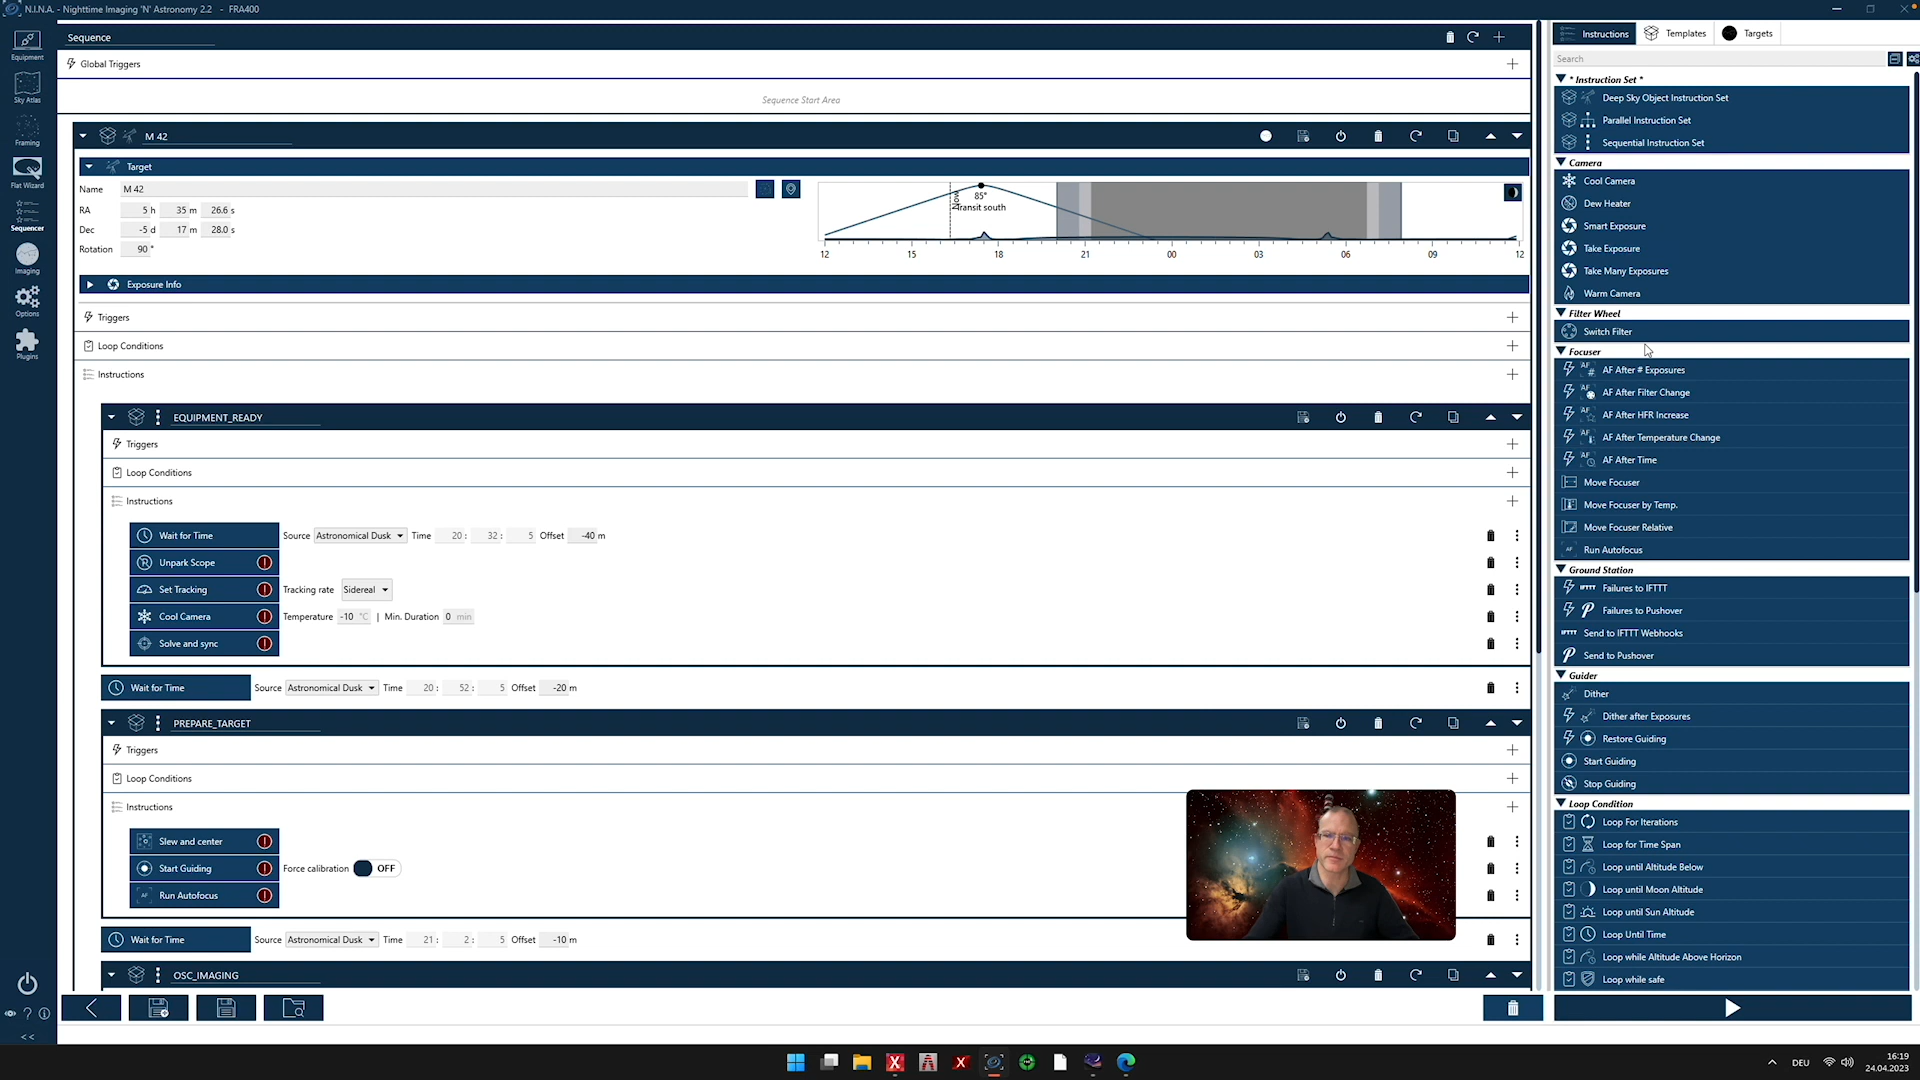 N.I.N.A. - Nighttime Imaging 'N' Astronomy 2.2 - FRA400
Equipment
Sky Atlas
Framing
Flat Wizard
Sequencer
Imaging
Options
Plugins
<<
Sequence
Global Triggers
Sequence Start Area
M 42
Target
Name M 42
RA 5 h 35 m 26.6 s
Dec -5 d 17 m 28.0 s
Rotation 90 °
Now
85°
Transit south
12 15 18 21 00 03 06 09 12
Exposure Info
Triggers
Loop Conditions
Instructions
EQUIPMENT_READY
Triggers
Loop Conditions
Instructions
Wait for Time Source Astronomical Dusk Time 20 : 32 : 5 Offset -40 m
Unpark Scope
Set Tracking Tracking rate Sidereal
Cool Camera Temperature -10 °C | Min. Duration 0 min
Solve and sync
Wait for Time Source Astronomical Dusk Time 20 : 52 : 5 Offset -20 m
PREPARE_TARGET
Triggers
Loop Conditions
Instructions
Slew and center
Start Guiding Force calibration OFF
Run Autofocus
Wait for Time Source Astronomical Dusk Time 21 : 2 : 5 Offset -10 m
OSC_IMAGING
Instructions Templates Targets
Search
* Instruction Set *
Deep Sky Object Instruction Set
Parallel Instruction Set
Sequential Instruction Set
Camera
Cool Camera
Dew Heater
Smart Exposure
Take Exposure
Take Many Exposures
Warm Camera
Filter Wheel
Switch Filter
Focuser
AF # AF After # Exposures
AF AF After Filter Change
AF AF After HFR Increase
AF AF After Temperature Change
AF AF After Time
Move Focuser
Move Focuser by Temp.
Move Focuser Relative
AF Run Autofocus
Ground Station
IFTTT Failures to IFTTT
Failures to Pushover
IFTTT Send to IFTTT Webhooks
Send to Pushover
Guider
Dither
Dither after Exposures
Restore Guiding
Start Guiding
Stop Guiding
Loop Condition
Loop For Iterations
Loop for Time Span
Loop until Altitude Below
Loop until Moon Altitude
Loop until Sun Altitude
Loop Until Time
Loop while Altitude Above Horizon
Loop while safe
DEU
16:19
24.04.2023